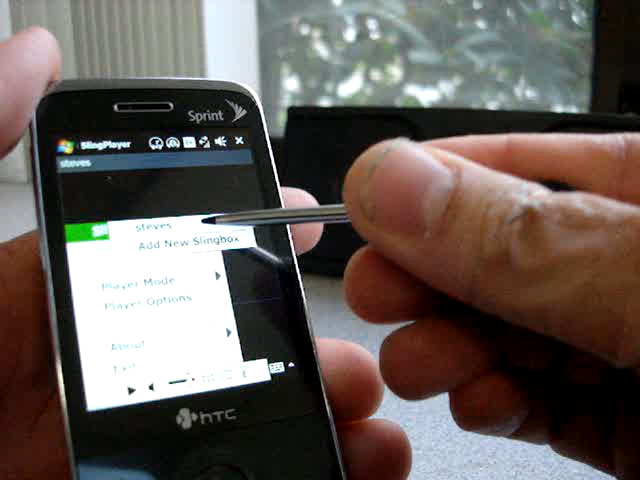 Sprint
SlingPlayer
steves
steves
Add New Slingbox
Player Mode
Player Options
About
Exit
hTC